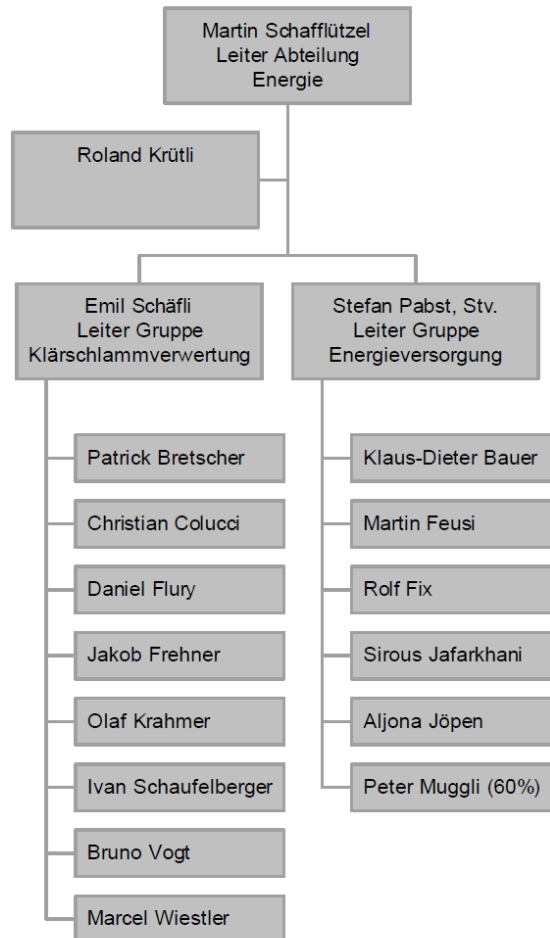 Martin Schafflützel
Leiter Abteilung
Energie
Roland Krütli
Emil Schäfli
Leiter Gruppe
Klärschlammverwertung
Stefan Pabst, Stv.
Leiter Gruppe
Energieversorgung
Patrick Bretscher
Christian Colucci
Daniel Flury
Jakob Frehner
Olaf Krahmer
Ivan Schaufelberger
Bruno Vogt
Marcel Wiestler
Klaus-Dieter Bauer
Martin Feusi
Rolf Fix
Sirous Jafarkhani
Aljona Jöpen
Peter Muggli (60%)